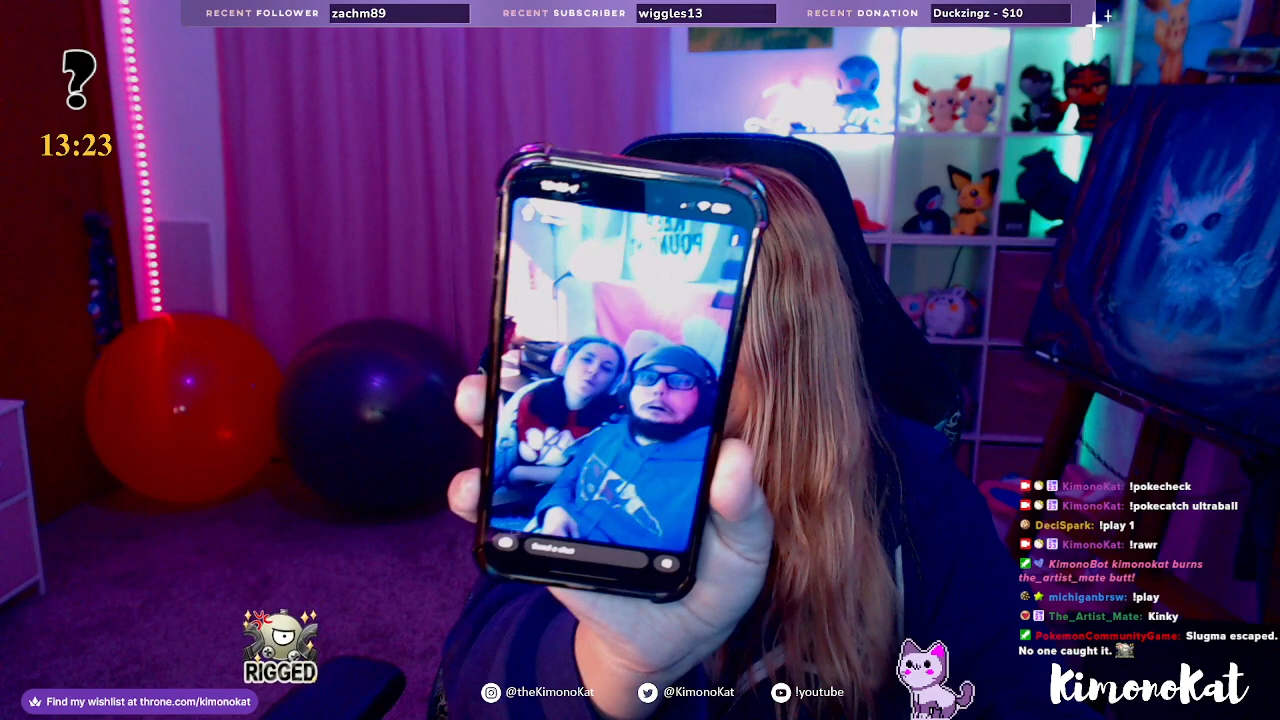 RECENT FOLLOWER zachm89
RECENT SUBSCRIBER wiggles13
RECENT DONATION Duckzingz - $10
13:23
KimonoKat: !pokecheck
KimonoKat: !pokecatch ultraball
DeciSpark: !play 1
KimonoKat: !rawr
KimonoBot kimonokat burns
the_artist_mate butt!
michiganbrsw: !play
The_Artist_Mate: Kinky
PokemonCommunityGame: Slugma escaped.
No one caught it.
RIGGED
Find my wishlist at throne.com/kimonokat
@theKimonoKat
@KimonoKat
!youtube
KimonoKat
Send a chat